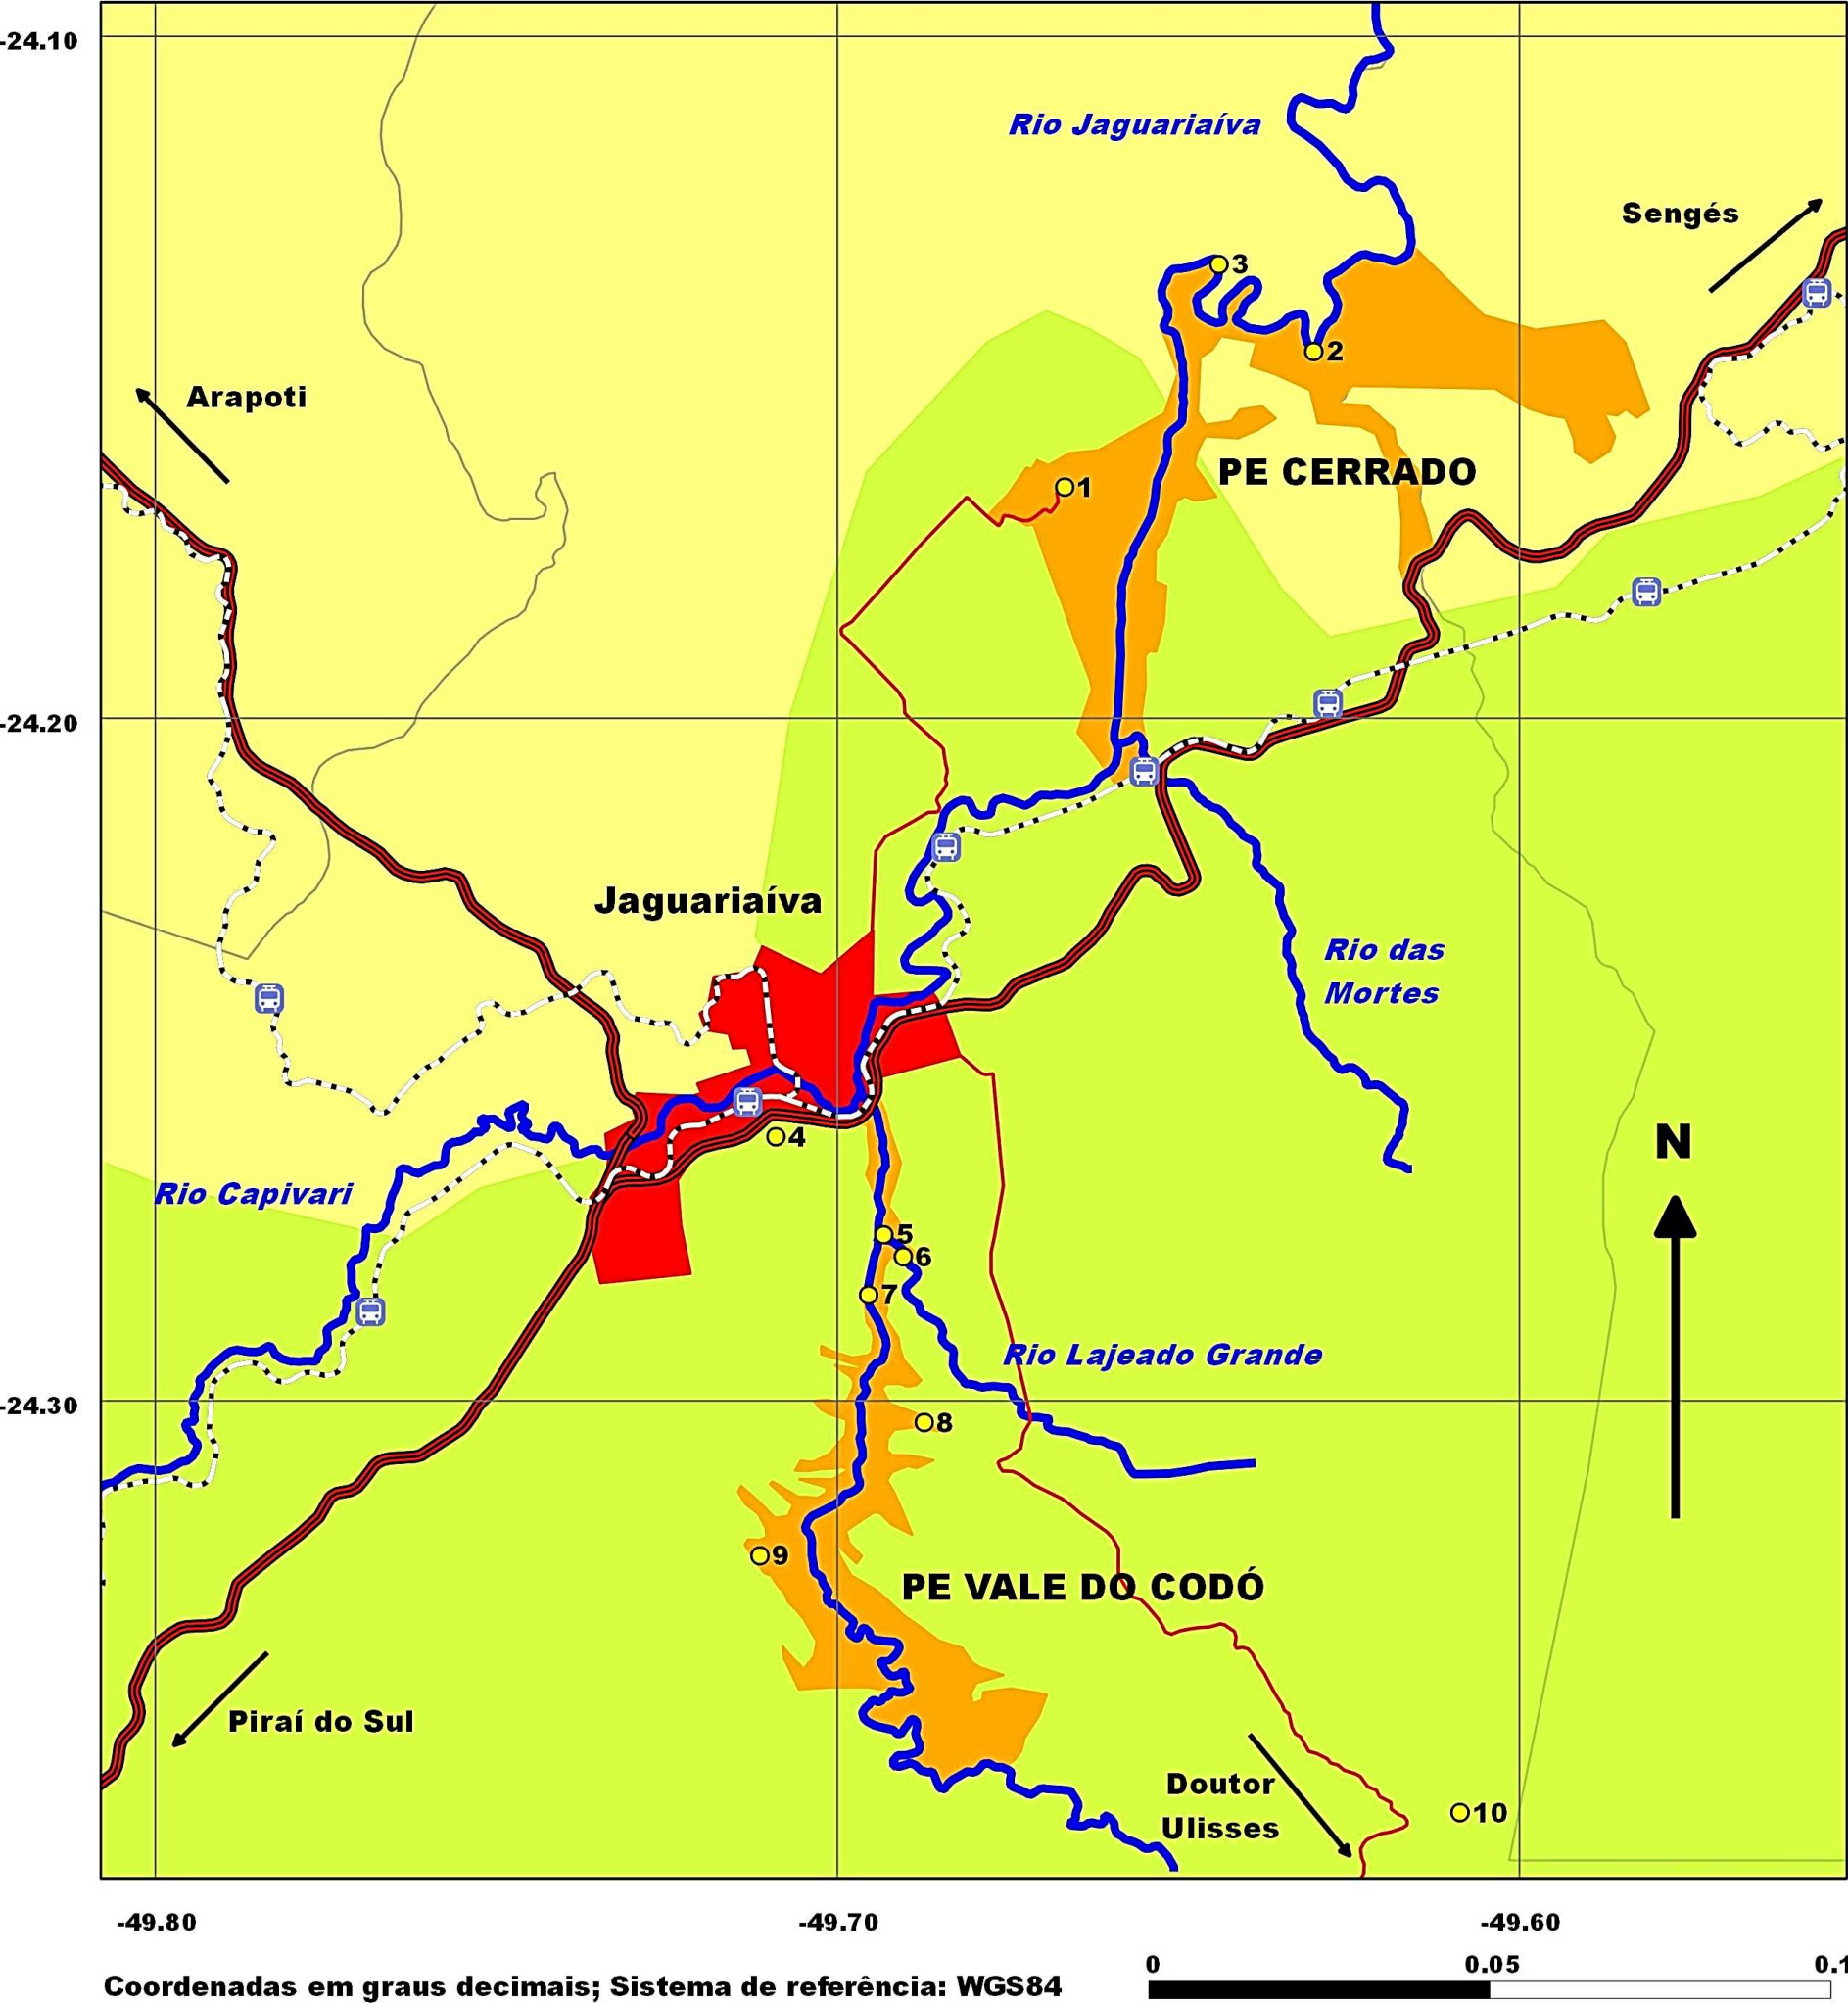 -24.10
Rio Jaguariaíva
Sengés
3
2
Arapoti
PE CERRADO
1
-24.20
Jaguariaíva
Rio das
Mortes
4
N
Rio Capivari
5
6
7
Rio Lajeado Grande
-24.30
8
9
PE VALE DO CODÓ
Piraí do Sul
Doutor
Ulisses
10
-49.80
-49.70
-49.60
0
0.05
0.1
Coordenadas em graus decimais; Sistema de referência: WGS84